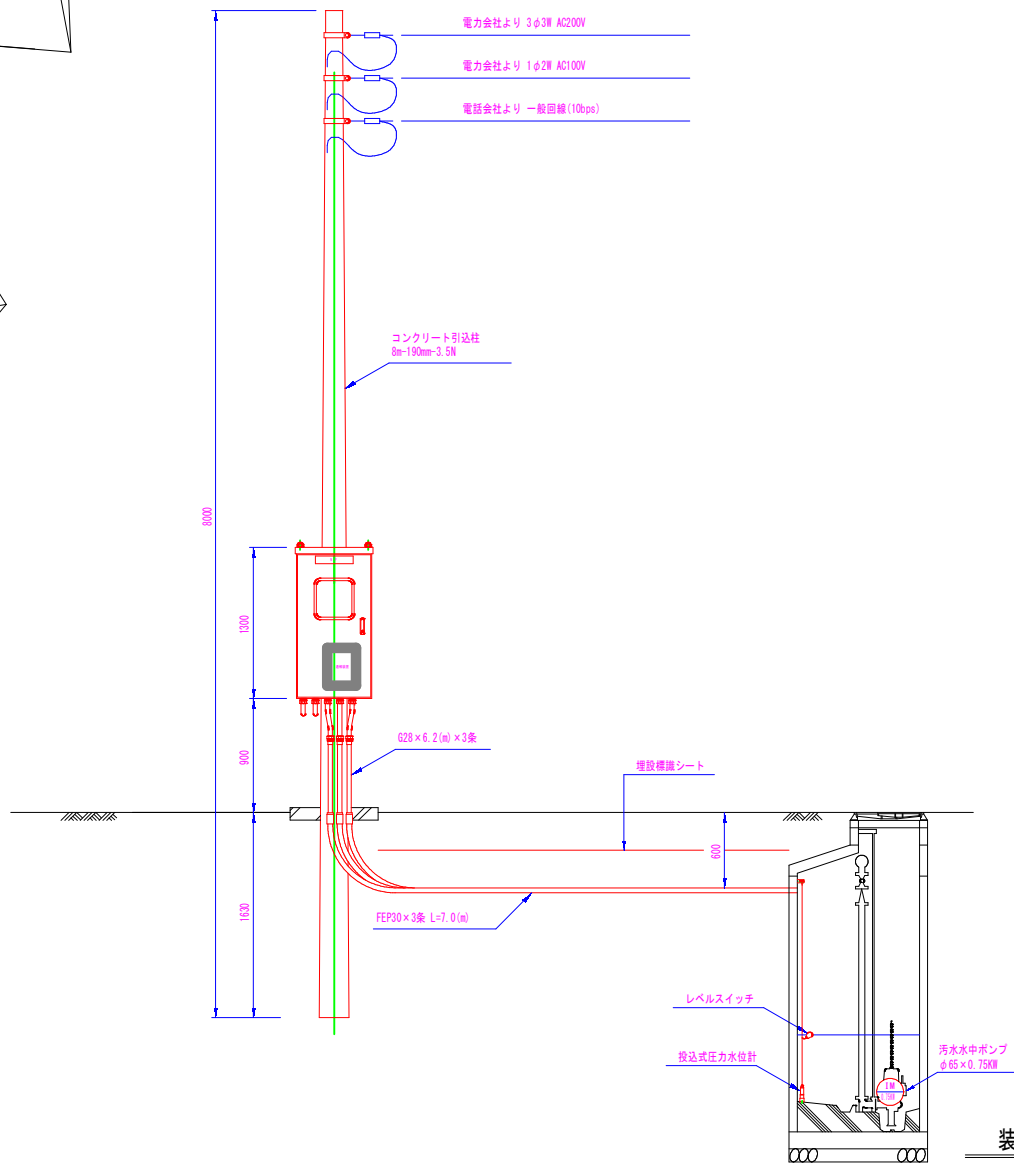 電力会社より 3φ3W AC200V
電力会社より 1φ2W AC100V
電話会社より 一般回線(10bps)
コンクリート引込柱
8m-190mm-3.5N
8000
1300
900
G28×6.2(m)×3条
埋設標識シート
600
1630
FEP30×3条 L=7.0(m)
レベルスイッチ
投込式圧力水位計
汚水水中ポンプ
φ65×0.75KW
1M
装